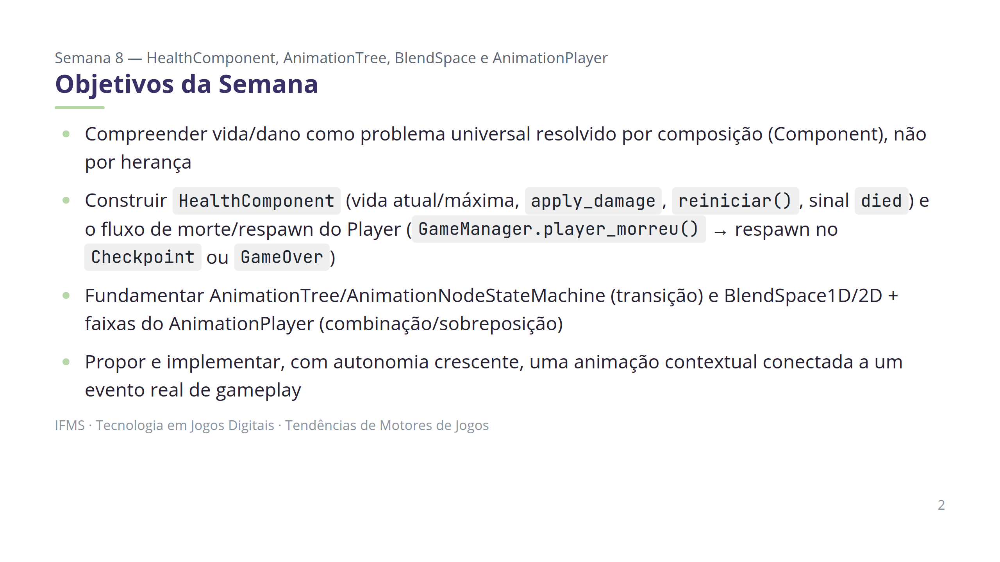 Semana 8 — HealthComponent, AnimationTree, BlendSpace e AnimationPlayer
Objetivos da Semana
Compreender vida/dano como problema universal resolvido por composição (Component), não
por herança
Construir HealthComponent (vida atual/máxima, apply_damage, reiniciar(), sinal died) e
o fluxo de morte/respawn do Player (GameManager.player_morreu() → respawn no
Checkpoint ou GameOver)
Fundamentar AnimationTree/AnimationNodeStateMachine (transição) e BlendSpace1D/2D +
faixas do AnimationPlayer (combinação/sobreposição)
Propor e implementar, com autonomia crescente, uma animação contextual conectada a um
evento real de gameplay
IFMS · Tecnologia em Jogos Digitais · Tendências de Motores de Jogos
2